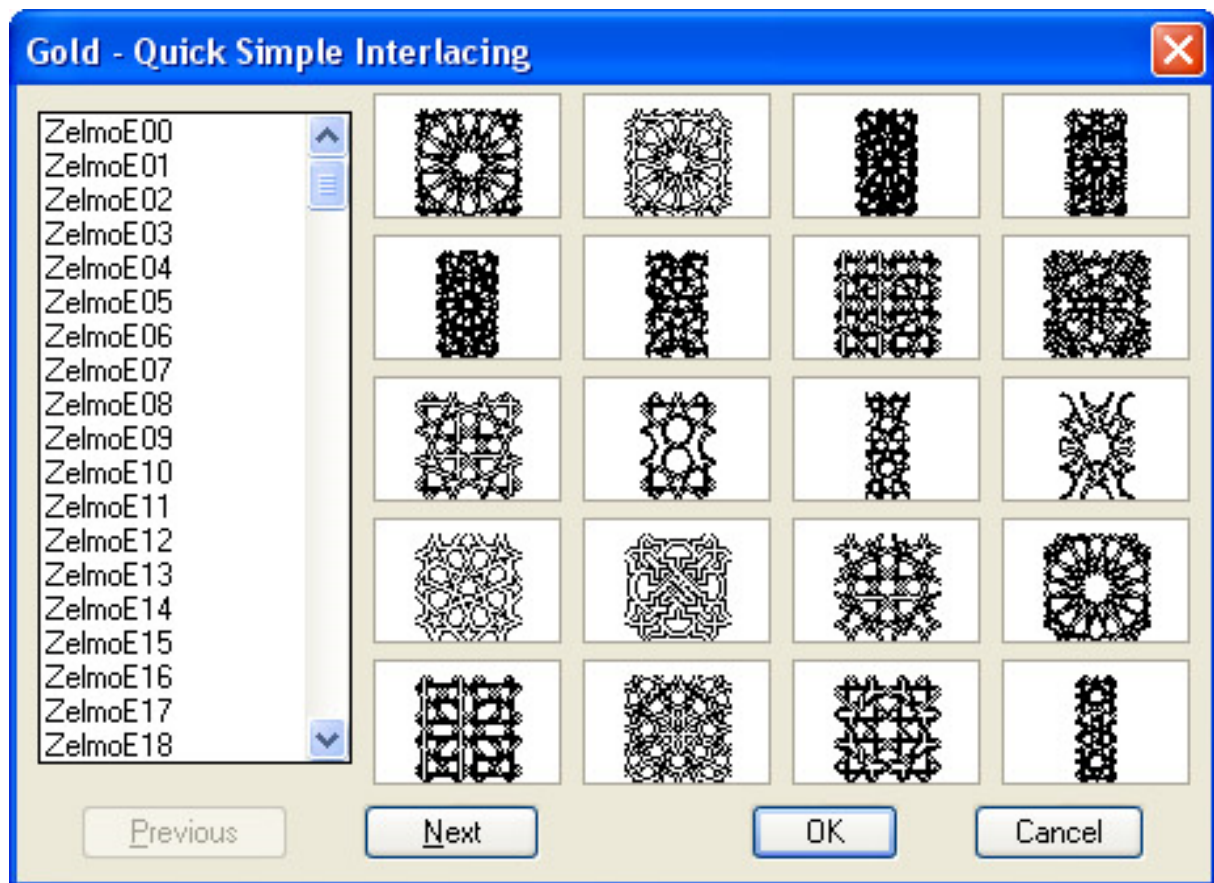 Gold - Quick Simple Interlacing
ZelmoE00
ZelmoE01
ZelmoE02
ZelmoE03
ZelmoE04
ZelmoE05
ZelmoE06
ZelmoE07
ZelmoE08
ZelmoE09
ZelmoE10
ZelmoE11
ZelmoE12
ZelmoE13
ZelmoE14
ZelmoE15
ZelmoE16
ZelmoE17
ZelmoE18
Previous Next OK Cancel